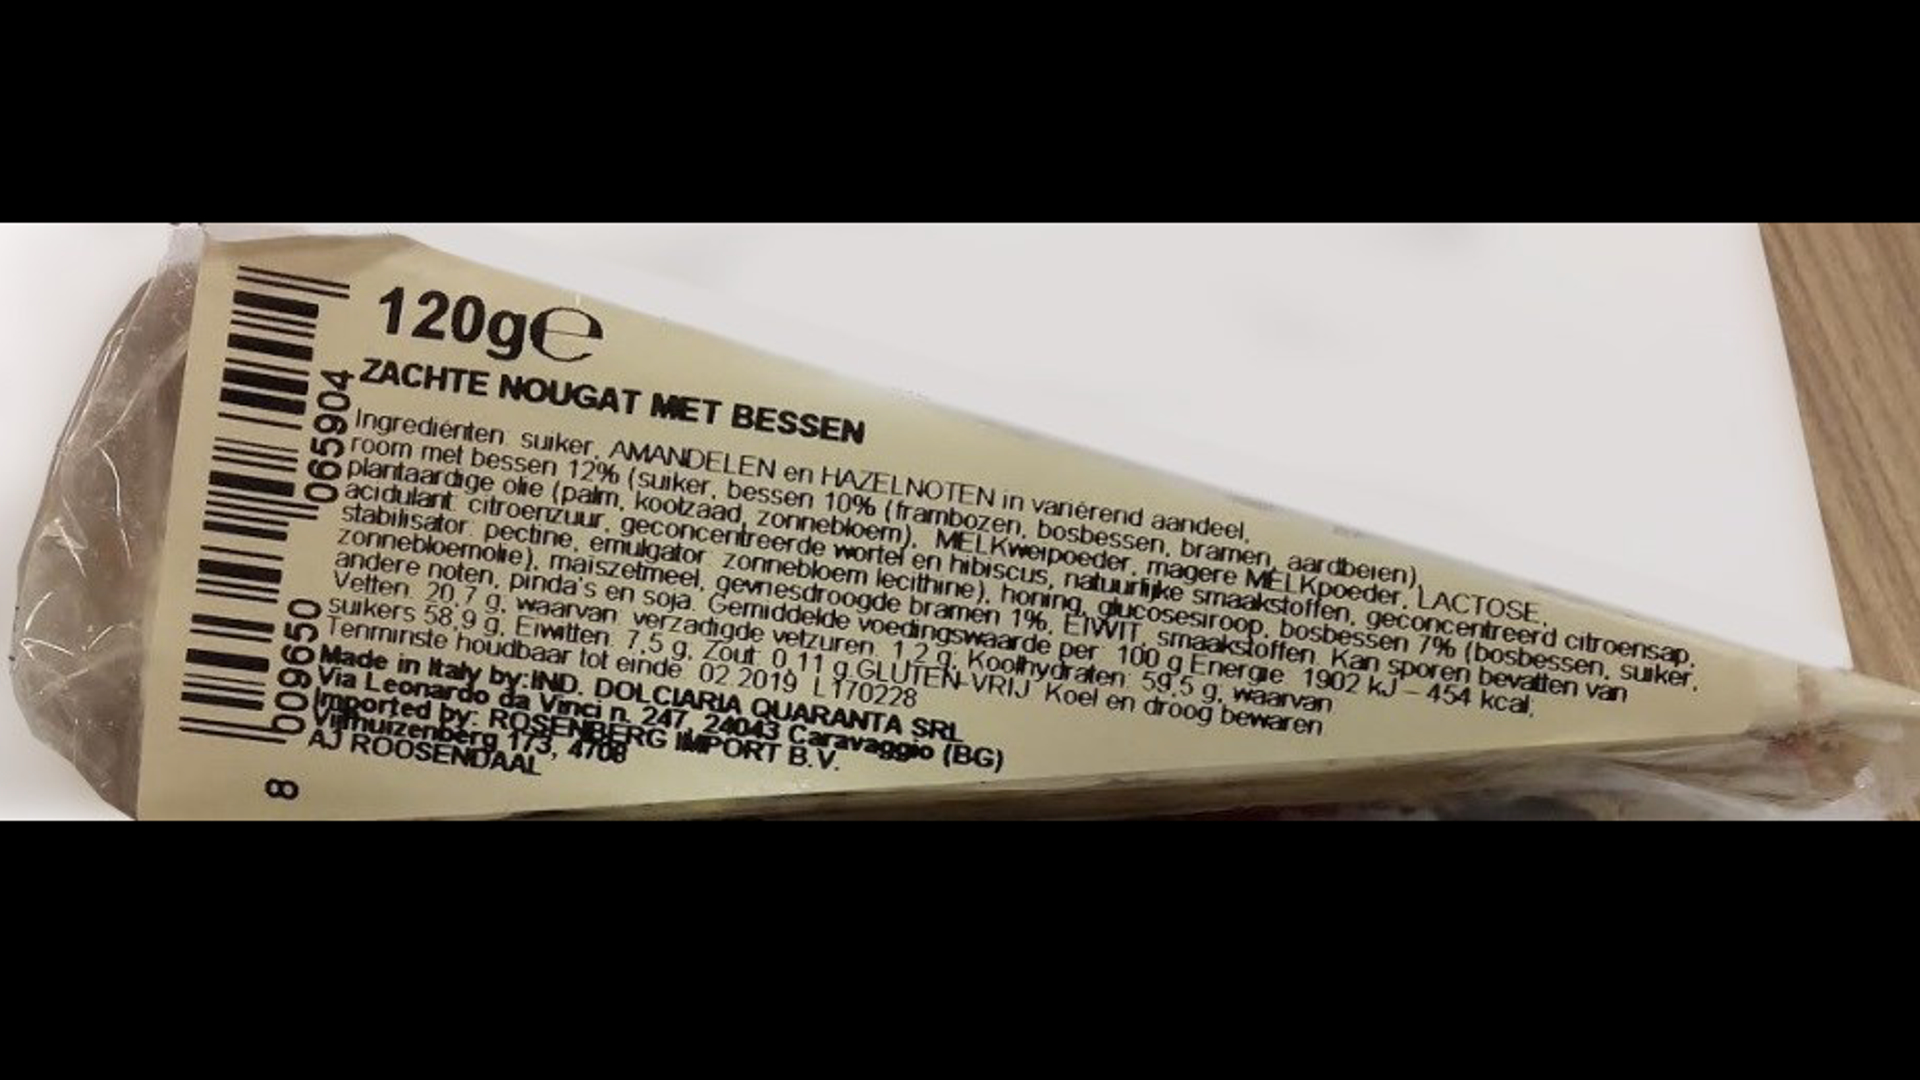 120g℮
ZACHTE NOUGAT MET BESSEN
Ingrediënten: suiker, AMANDELEN en HAZELNOTEN in variërend aandeel,
room met bessen 12% (suiker, bessen 10% (frambozen, bosbessen, bramen, aardbeien),
plantaardige olie (palm, koolzaad, zonnebloem), MELKweipoeder, magere MELKpoeder, LACTOSE,
acidulant: citroenzuur, geconcentreerde wortel en hibiscus, natuurlijke smaakstoffen, geconcentreerd citroensap,
stabilisator: pectine, emulgator: zonnebloem lecithine), honing, glucosesiroop, bosbessen 7% (bosbessen, suiker,
zonnebloemolie), maïszetmeel, gevriesdroogde bramen 1%, EIWIT, smaakstoffen. Kan sporen bevatten van
andere noten, pinda's en soja. Gemiddelde voedingswaarde per: 100 g Energie: 1902 kJ – 454 kcal;
Vetten: 20,7 g; waarvan: verzadigde vetzuren: 1,2 g; Koolhydraten: 59,5 g, waarvan
suikers 58,9 g; Eiwitten: 7,5 g; Zout: 0,11 g. GLUTEN-VRIJ Koel en droog bewaren
Tenminste houdbaar tot einde: 02.2019 L170228
Made in Italy by: IND. DOLCIARIA QUARANTA SRL
Via Leonardo da Vinci n. 247, 24043 Caravaggio (BG)
Imported by: ROSENBERG IMPORT B.V.
Vijfhuizenberg 173, 4708
AJ ROOSENDAAL
8 009650 065904